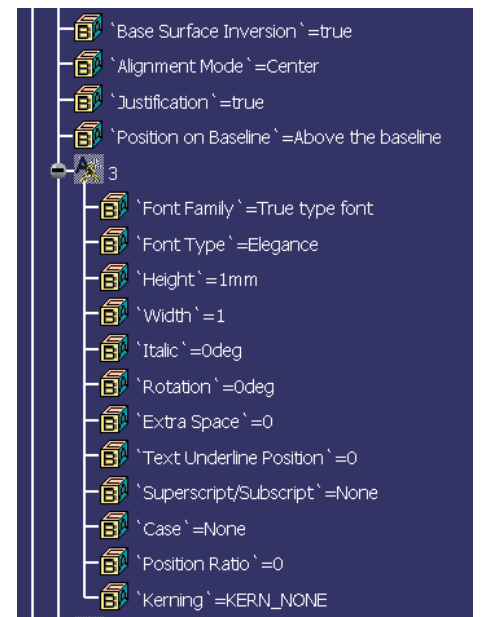 `Base Surface Inversion`=true
`Alignment Mode`=Center
`Justification`=true
`Position on Baseline`=Above the baseline
3
`Font Family`=True type font
`Font Type`=Elegance
`Height`=1mm
`Width`=1
`Italic`=0deg
`Rotation`=0deg
`Extra Space`=0
`Text Underline Position`=0
`Superscript/Subscript`=None
`Case`=None
`Position Ratio`=0
`Kerning`=KERN_NONE